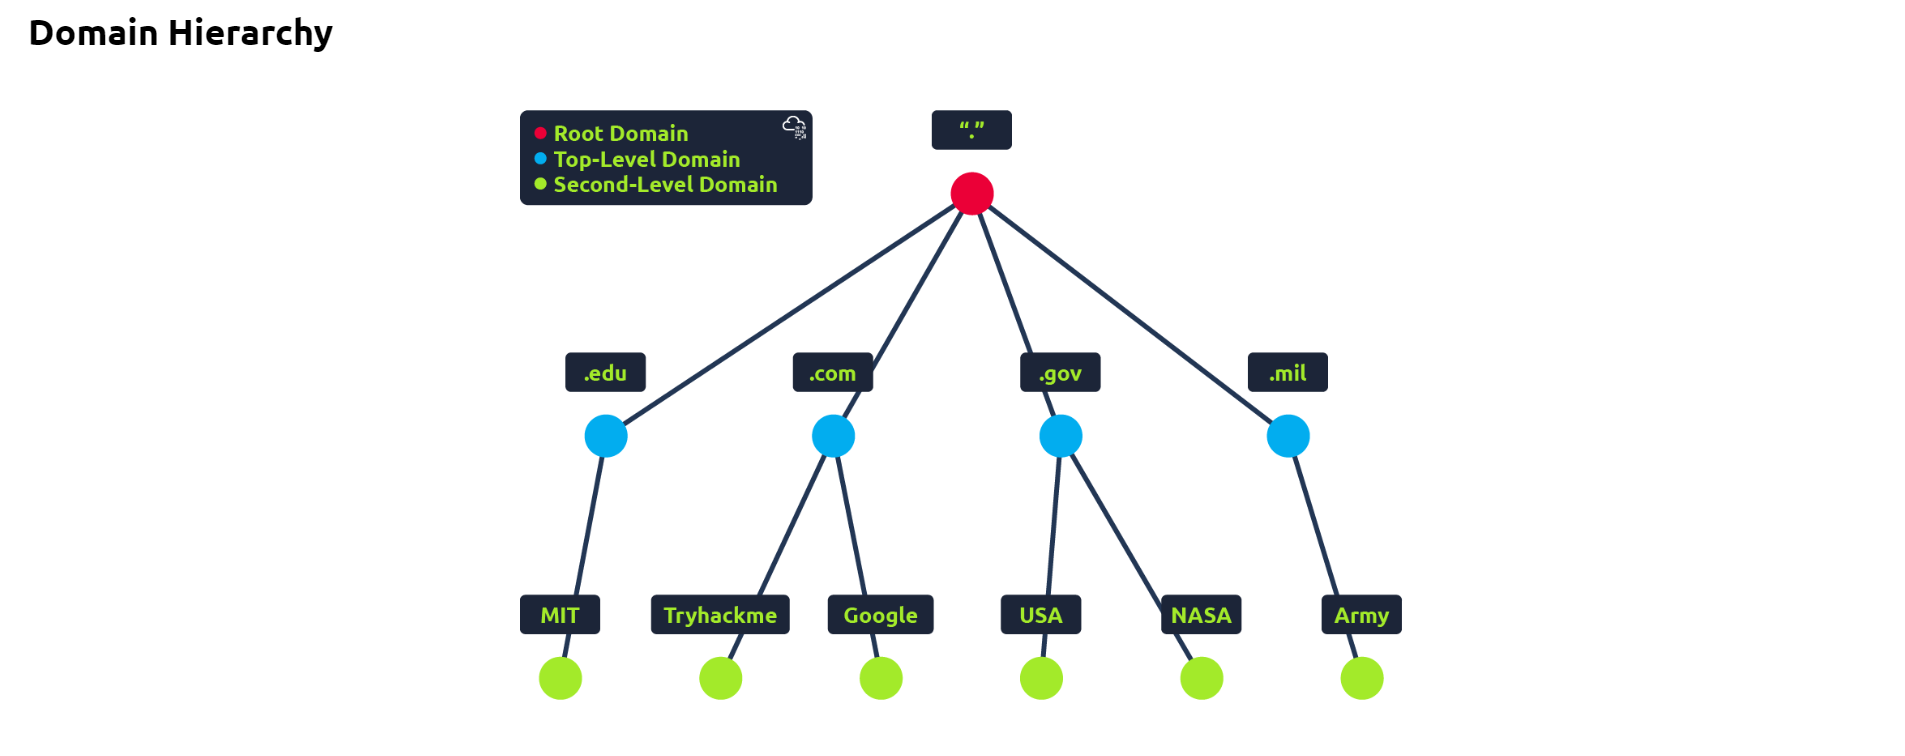 Domain Hierarchy
Root Domain
Top-Level Domain
Second-Level Domain
“.”
.edu
.com
.gov
.mil
MIT
Tryhackme
Google
USA
NASA
Army